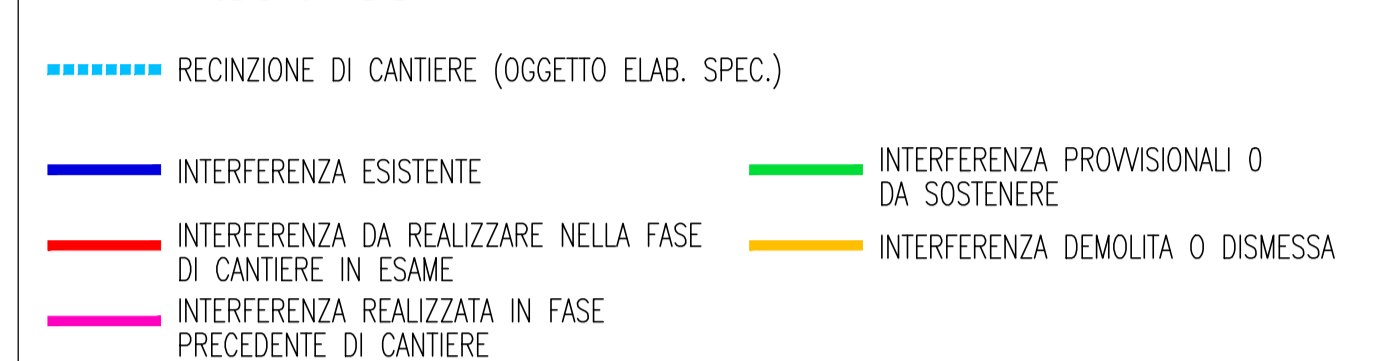 RECINZIONE DI CANTIERE (OGGETTO ELAB. SPEC.)
INTERFERENZA ESISTENTE
INTERFERENZA DA REALIZZARE NELLA FASE
DI CANTIERE IN ESAME
INTERFERENZA REALIZZATA IN FASE
PRECEDENTE DI CANTIERE
INTERFERENZA PROVVISIONALI O
DA SOSTENERE
INTERFERENZA DEMOLITA O DISMESSA